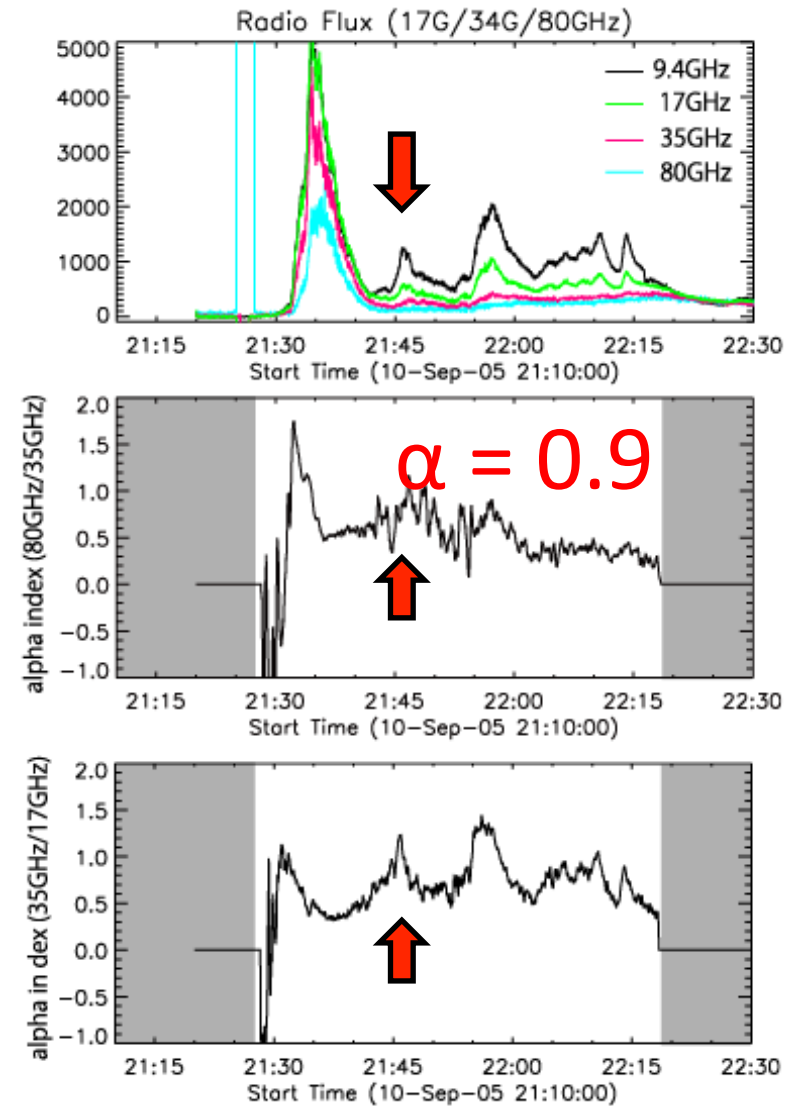 Radio Flux (17G/34G/80GHz)
5000
4000
3000
2000
1000
0
9.4GHz
17GHz
35GHz
80GHz
21:15 21:30 21:45 22:00 22:15 22:30
Start Time (10-Sep-05 21:10:00)
alpha index (80GHz/35GHz)
2.0
1.5
1.0
0.5
0.0
-0.5
-1.0
α = 0.9
21:15 21:30 21:45 22:00 22:15 22:30
Start Time (10-Sep-05 21:10:00)
alpha in dex (35GHz/17GHz)
2.0
1.5
1.0
0.5
0.0
-0.5
-1.0
21:15 21:30 21:45 22:00 22:15 22:30
Start Time (10-Sep-05 21:10:00)